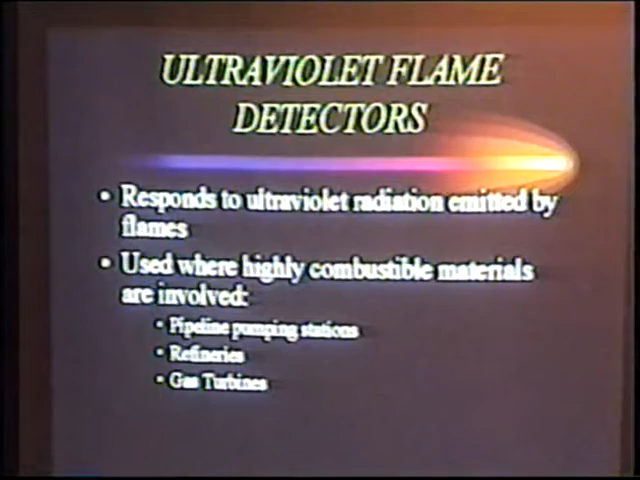 ULTRAVIOLET FLAME
DETECTORS
• Responds to ultraviolet radiation emitted by
flames
• Used where highly combustible materials
are involved:
• Pipeline pumping stations
• Refineries
• Gas Turbines